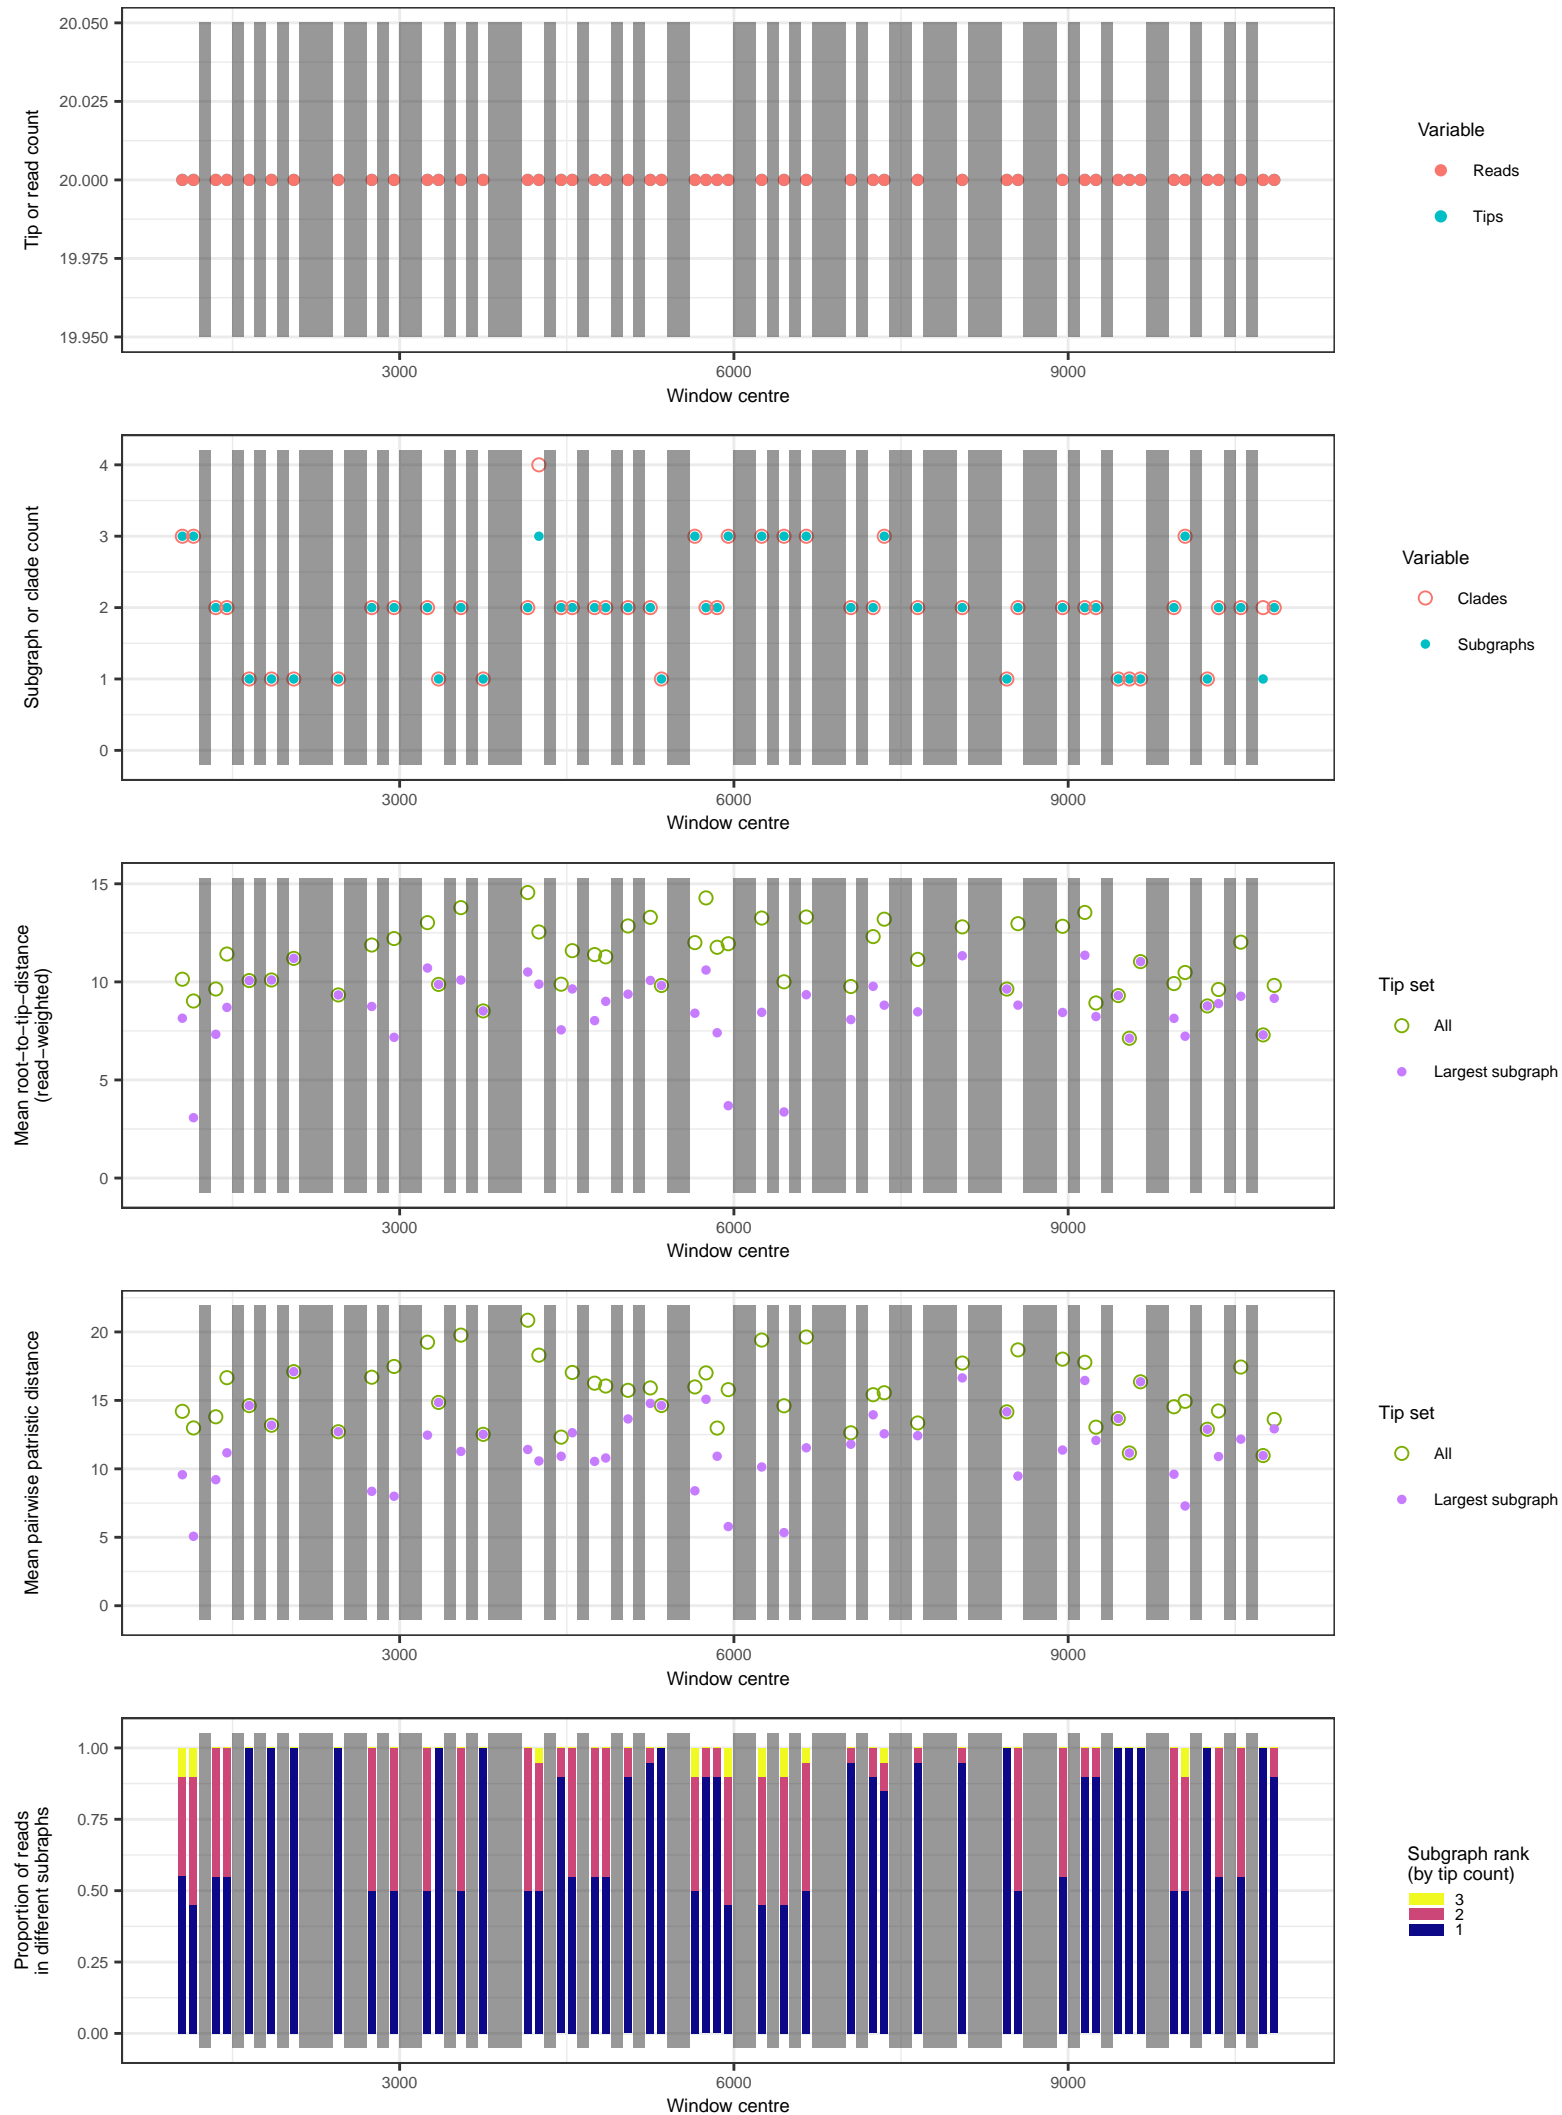 20.050
20.025
20.000
19.975
19.950
Tip or read count
3000
6000
9000
Window centre
Variable
Reads
Tips
4
3
2
1
0
Subgraph or clade count
3000
6000
9000
Window centre
Variable
Clades
Subgraphs
15
10
5
0
Mean root−to−tip−distance
(read−weighted)
3000
6000
9000
Window centre
Tip set
All
Largest subgraph
20
15
10
5
0
Mean pairwise patristic distance
3000
6000
9000
Window centre
Tip set
All
Largest subgraph
1.00
0.75
0.50
0.25
0.00
Proportion of reads
in different subraphs
3000
6000
9000
Window centre
Subgraph rank
(by tip count)
3
2
1